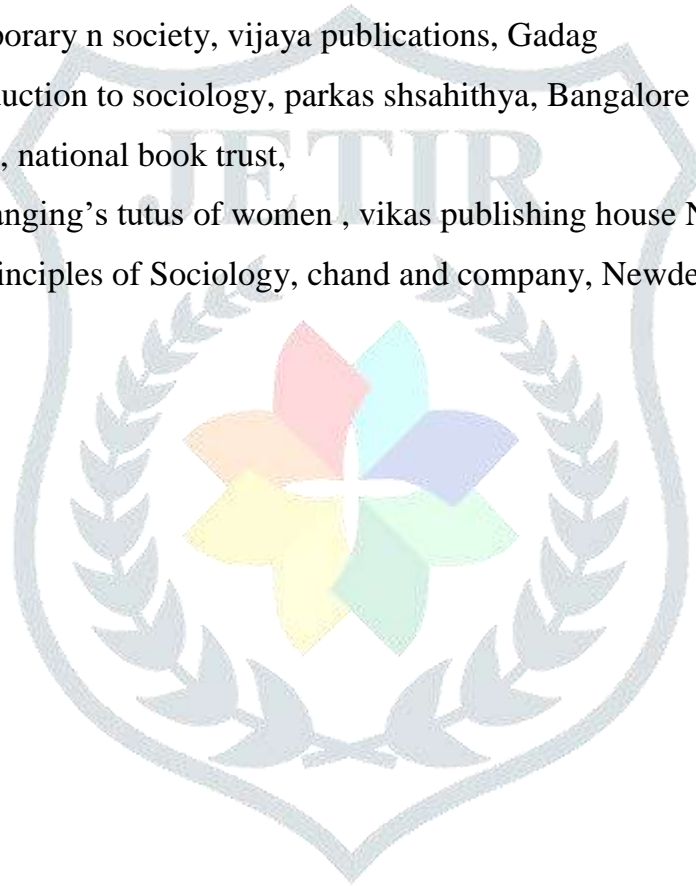 porary n society, vijaya publications, Gadag
uction to sociology, parkas shsahithya, Bangalore
, national book trust,
anging’s tutus of women , vikas publishing house N
inciples of Sociology, chand and company, Newde
JETIR